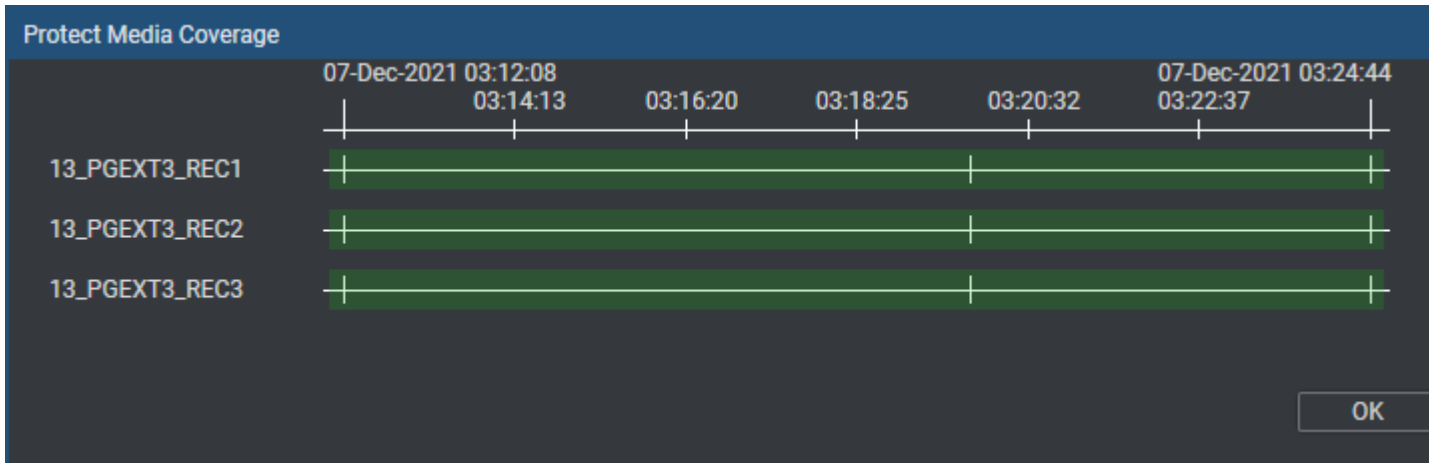 Protect Media Coverage
07-Dec-2021 03:12:08 07-Dec-2021 03:24:44
03:14:13 03:16:20 03:18:25 03:20:32 03:22:37
13_PGEXT3_REC1
13_PGEXT3_REC2
13_PGEXT3_REC3
OK